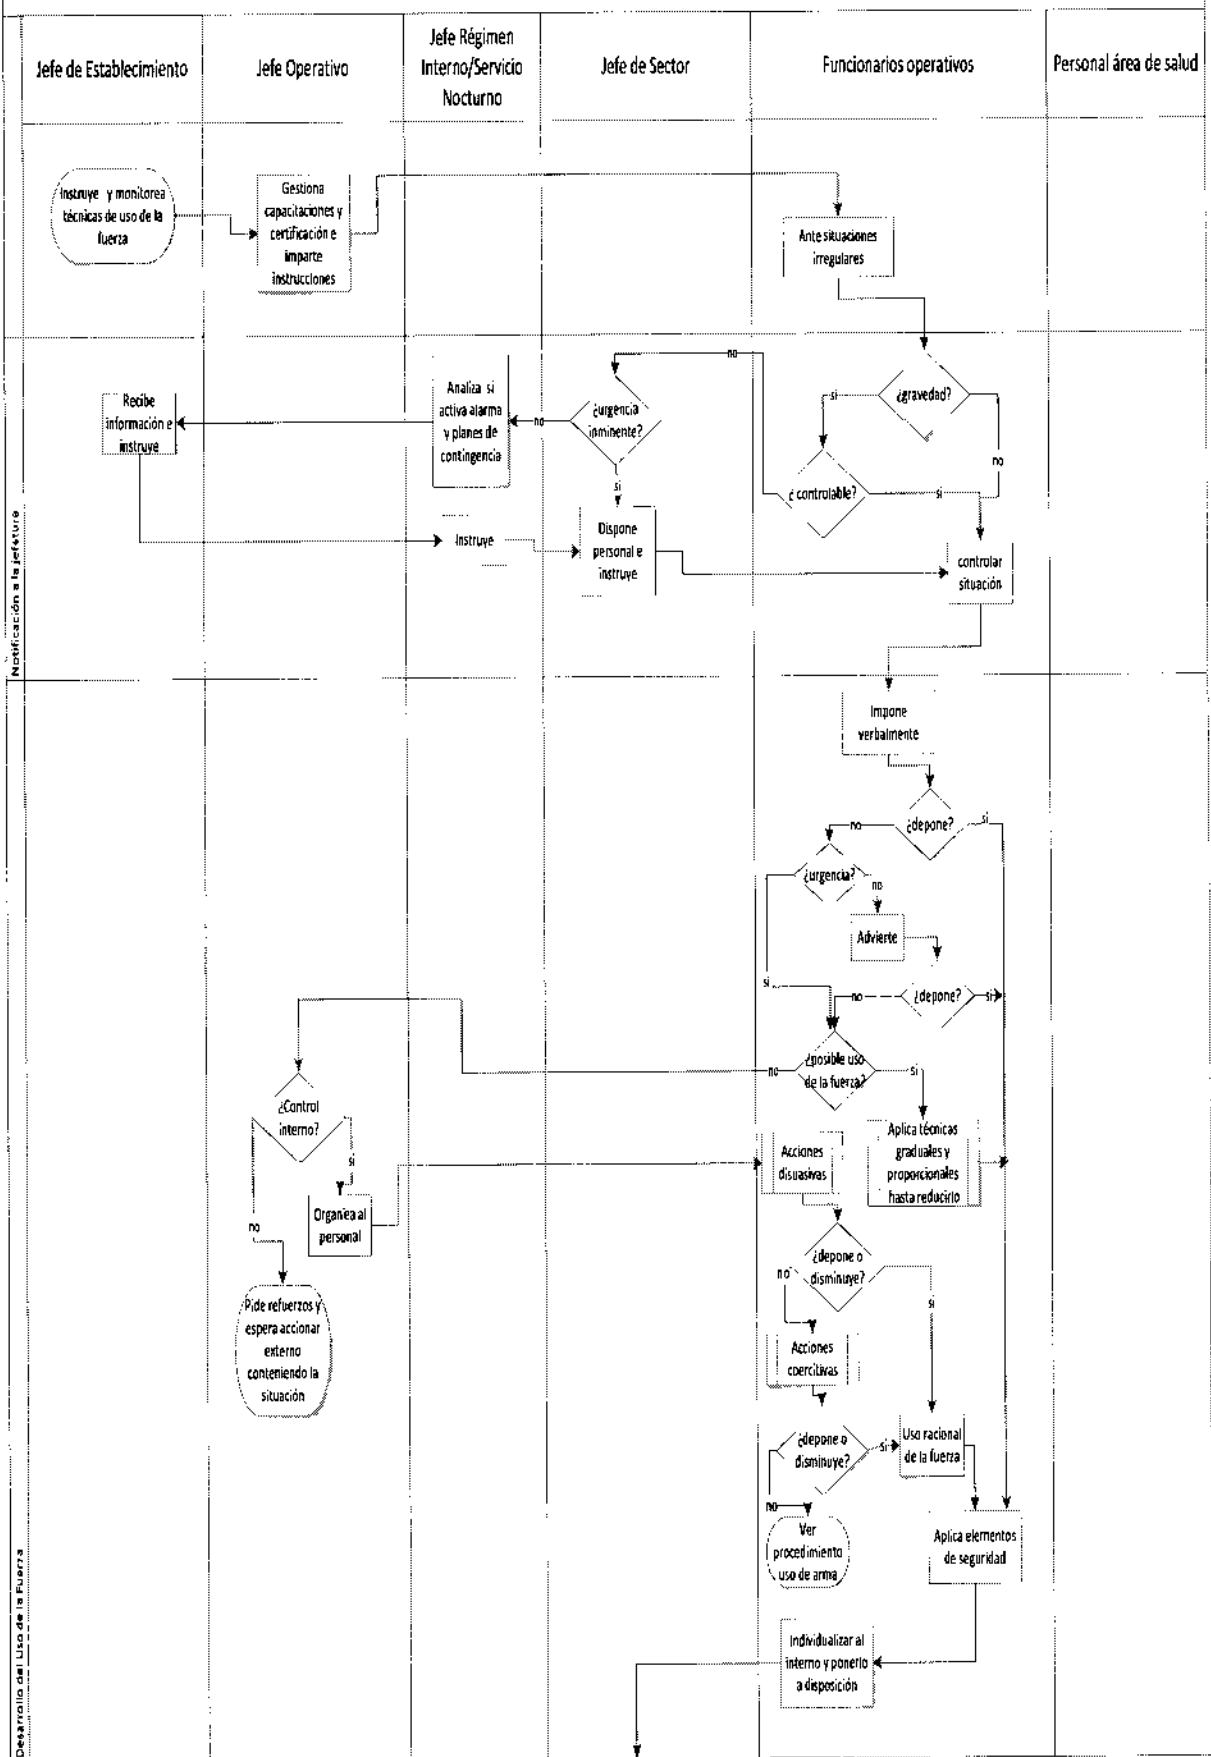 Jefe de Establecimiento
Jefe Operativo
Jefe Régimen
Interno/Servicio
Nocturno
Jefe de Sector
Funcionarios operativos
Personal área de salud
Instruye y monitorea
técnicas de uso de la
fuerza
Gestiona
capacitaciones y
certificación e
imparte
instrucciones
Ante situaciones
irregulares
Notificación a la jefature
¿gravedad?
si
no
¿controlable?
si
no
¿urgencia
inminente?
no
si
Analiza si
activa alarma
y planes de
contingencia
Recibe
información e
instruye
Instruye
Dispone
personal e
instruye
controlar
situación
Desarrollo del Uso de la Fuerza
Impone
verbalmente
¿depone?
no
si
¿urgencia?
no
si
Advierte
¿depone?
no
si
¿posible uso
de la fuerza?
no
si
¿Control
interno?
si
no
Organiea al
personal
Pide refuerzos y
espera accionar
externo
conteniendo la
situación
Acciones
disuasivas
Aplica técnicas
graduales y
proporcionales
hasta reducirlo
¿depone o
disminuye?
no
si
Acciones
coercitivas
¿depone o
disminuye?
si
no
Uso racional
de la fuerza
Ver
procedimiento
uso de arma
Aplica elementos
de seguridad
Individualizar al
interno y ponerlo
a disposición